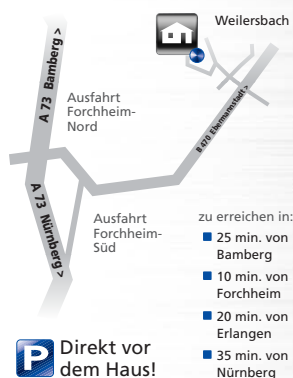 Weilersbach
A 73 Bamberg >
Ausfahrt
Forchheim-
Nord
B 470 Ebermannstadt >
A 73 Nürnberg >
Ausfahrt
Forchheim-
Süd
zu erreichen in:
25 min. von
Bamberg
10 min. von
Forchheim
20 min. von
Erlangen
35 min. von
Nürnberg
P Direkt vor
dem Haus!